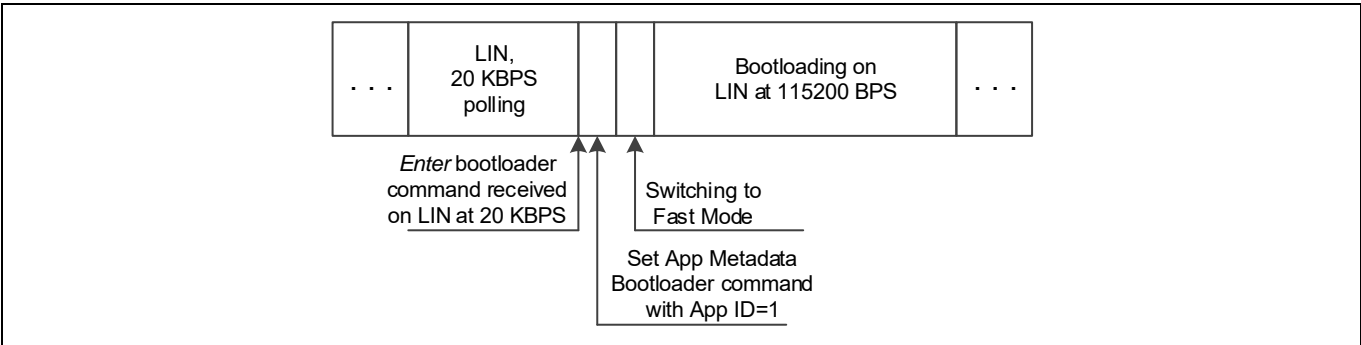 . . .
LIN,
20 KBPS
polling
Bootloading on
LIN at 115200 BPS
. . .
Enter bootloader
command received
on LIN at 20 KBPS
Switching to
Fast Mode
Set App Metadata
Bootloader command
with App ID=1